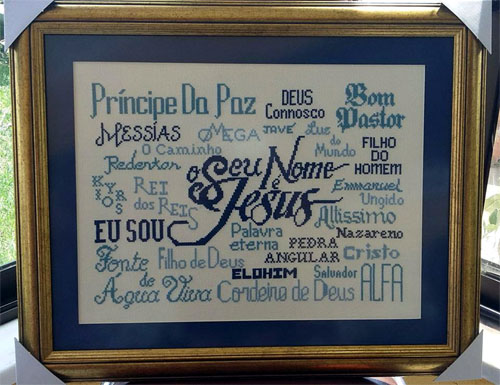 Príncipe Da Paz
DEUS
Connosco
Bom
Pastor
MESSÍAS
OMEGA
JAVÉ
Luz
do
Mundo
FILHO
DO
HOMEM
O Caminho
Redentor
o Seu Nome
é
Jesus
Emmanuel
KYRIOS
REI
dos REIS
Ungido
Altíssimo
EU SOU
Palavra
eterna
Nazareno
PEDRA
ANGULAR
Cristo
Fonte
de
Água Viva
Filho de Deus
ELOHIM
Salvador
ALFA
Cordeiro de Deus